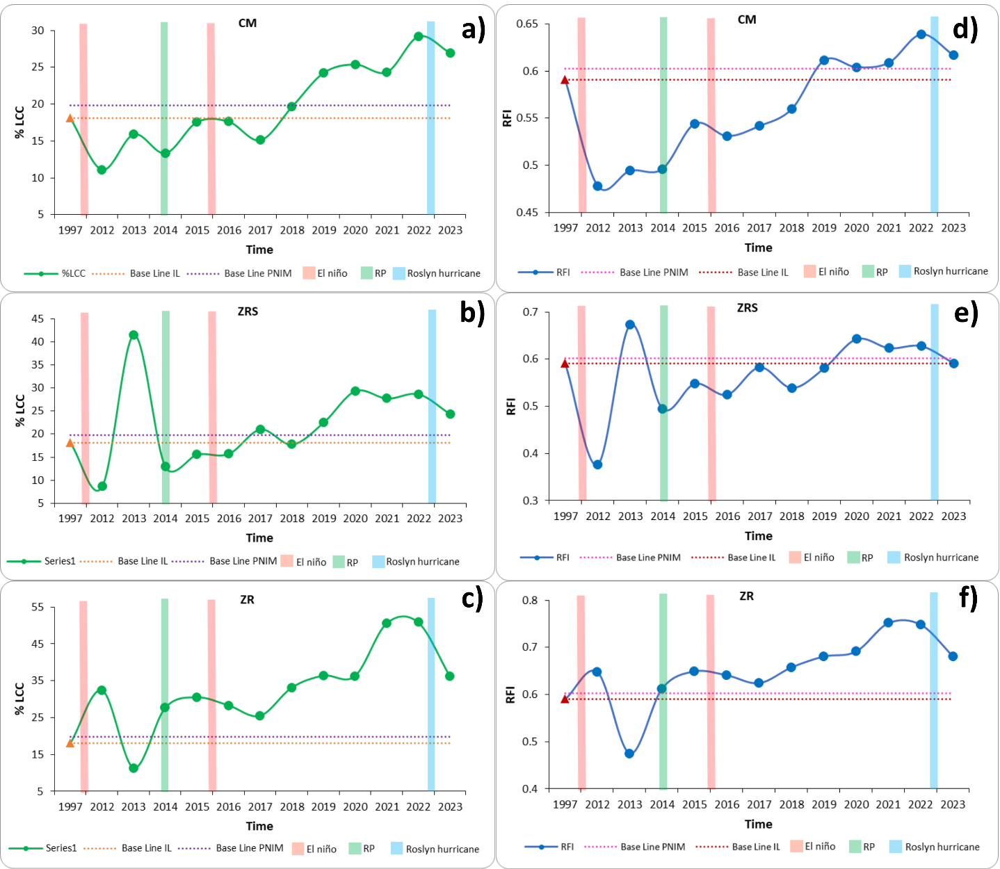 CM
a)
30
25
20
15
10
5
% LCC
1997 2012 2013 2014 2015 2016 2017 2018 2019 2020 2021 2022 2023
Time
%LCC Base Line IL Base Line PNIM El niño RP Roslyn hurricane
CM
d)
0.65
0.6
0.55
0.5
0.45
RFI
1997 2012 2013 2014 2015 2016 2017 2018 2019 2020 2021 2022 2023
Time
RFI Base Line PNIM Base Line IL El niño RP Roslyn hurricane
ZRS
b)
45
40
35
30
25
20
15
10
5
% LCC
1997 2012 2013 2014 2015 2016 2017 2018 2019 2020 2021 2022 2023
Time
Series1 Base Line IL Base Line PNIM El niño RP Roslyn hurricane
ZRS
e)
0.7
0.6
0.5
0.4
0.3
RFI
1997 2012 2013 2014 2015 2016 2017 2018 2019 2020 2021 2022 2023
Time
RFI Base Line PNIM Base Line IL El niño RP Roslyn hurricane
ZR
c)
55
45
35
25
15
5
% LCC
1997 2012 2013 2014 2015 2016 2017 2018 2019 2020 2021 2022 2023
Time
Series1 Base Line IL Base Line PNIM El niño RP Roslyn hurricane
ZR
f)
0.8
0.7
0.6
0.5
0.4
RFI
1997 2012 2013 2014 2015 2016 2017 2018 2019 2020 2021 2022 2023
Time
RFI Base Line PNIM Base Line IL El niño RP Roslyn hurricane